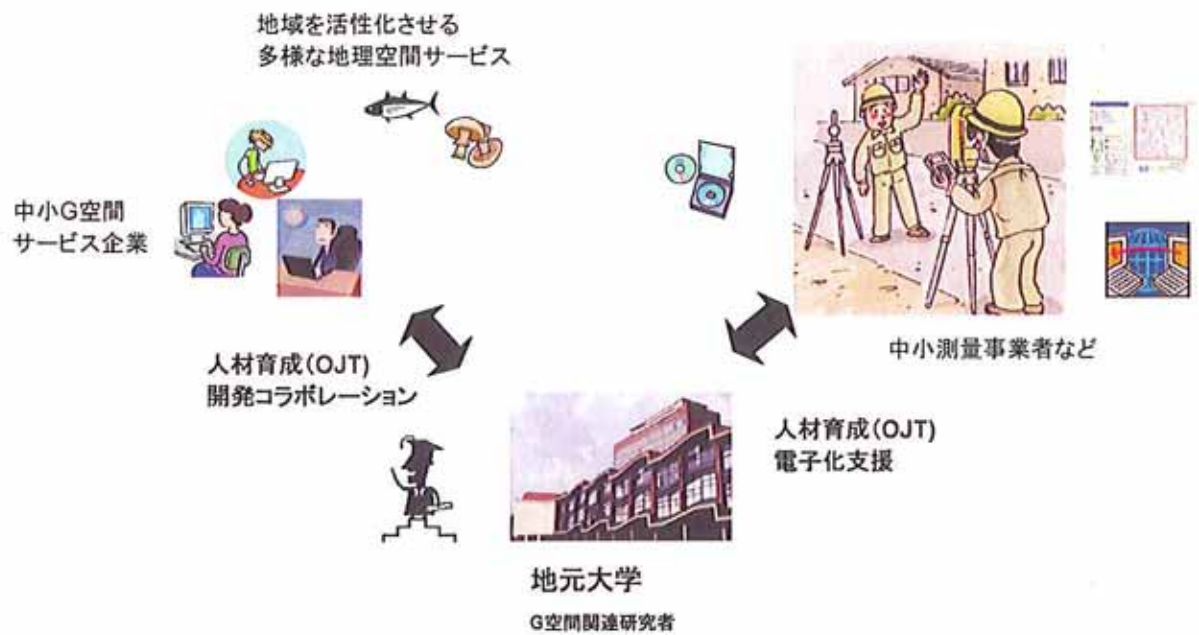 地域を活性化させる
多様な地理空間サービス
中小G空間
サービス企業
中小測量事業者など
人材育成(OJT)
開発コラボレーション
人材育成(OJT)
電子化支援
地元大学
G空間関連研究者